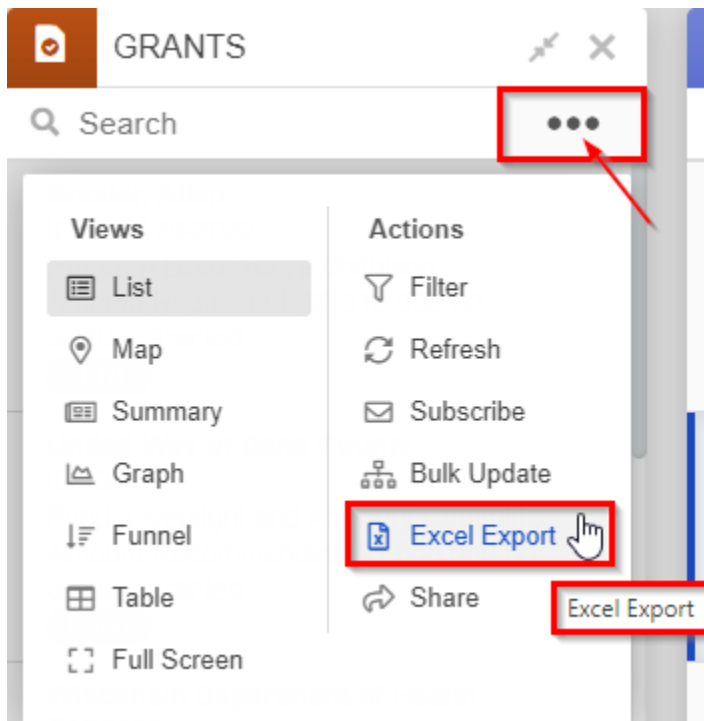 GRANTS
Search
Views
List
Map
Summary
Graph
Funnel
Table
Full Screen
Actions
Filter
Refresh
Subscribe
Bulk Update
Excel Export
Share
Excel Export